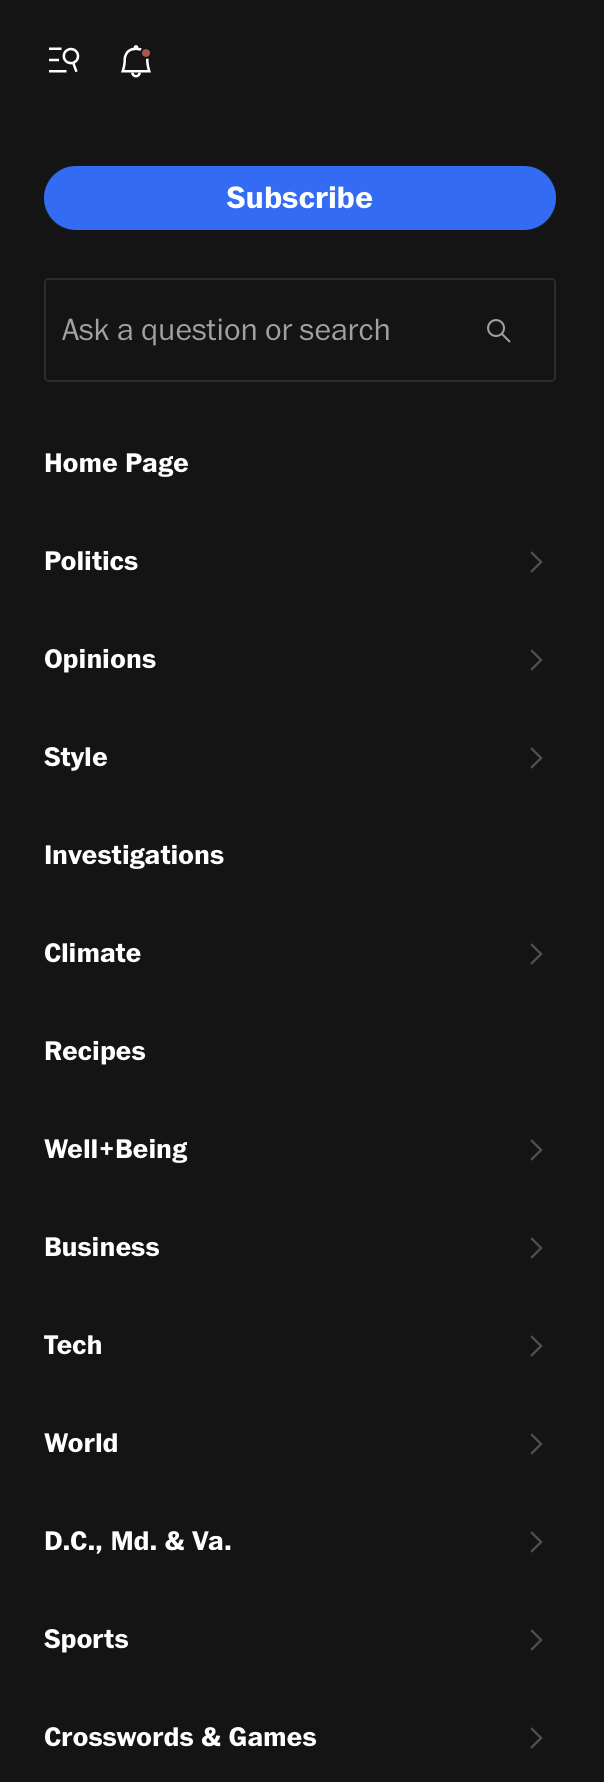 Subscribe
Ask a question or search
Home Page
Politics
Opinions
Style
Investigations
Climate
Recipes
Well+Being
Business
Tech
World
D.C., Md. & Va.
Sports
Crosswords & Games